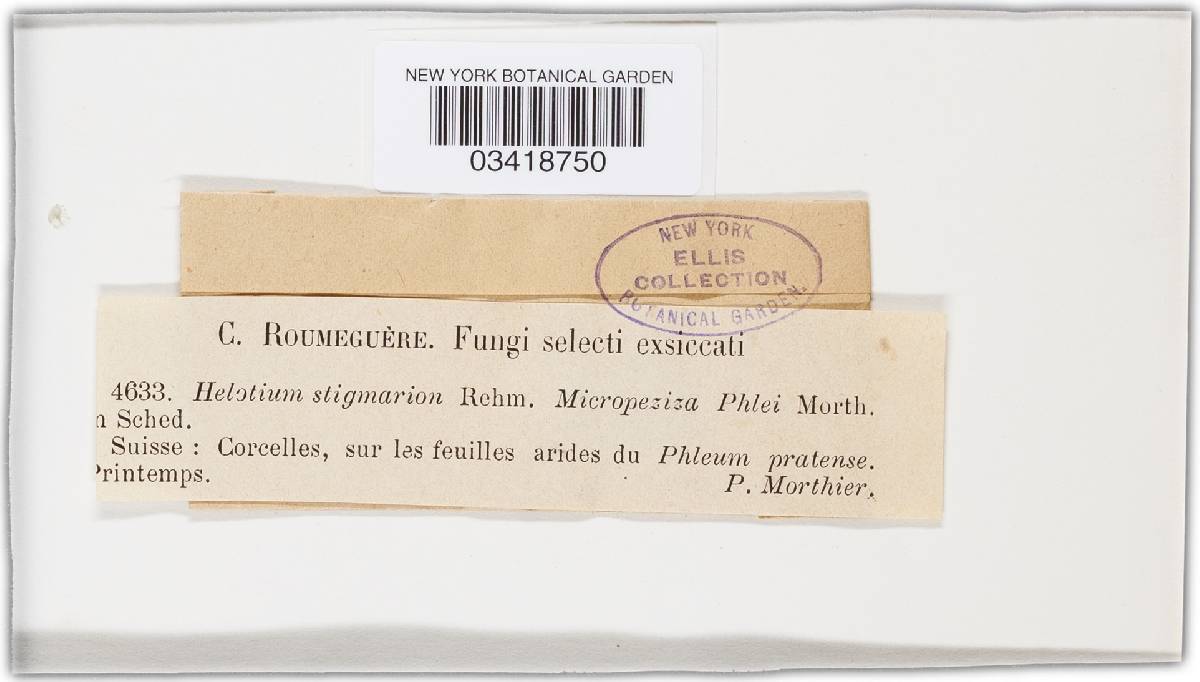 NEW YORK BOTANICAL GARDEN
03418750
NEW YORK
ELLIS
COLLECTION
BOTANICAL GARDEN.
C. ROUMEGUÈRE. Fungi selecti exsiccati
4633. Helotium stigmarion Rehm. Micropeziza Phlei Morth.
n Sched.
Suisse : Corcelles, sur les feuilles arides du Phleum pratense.
Printemps.
P. Morthier.